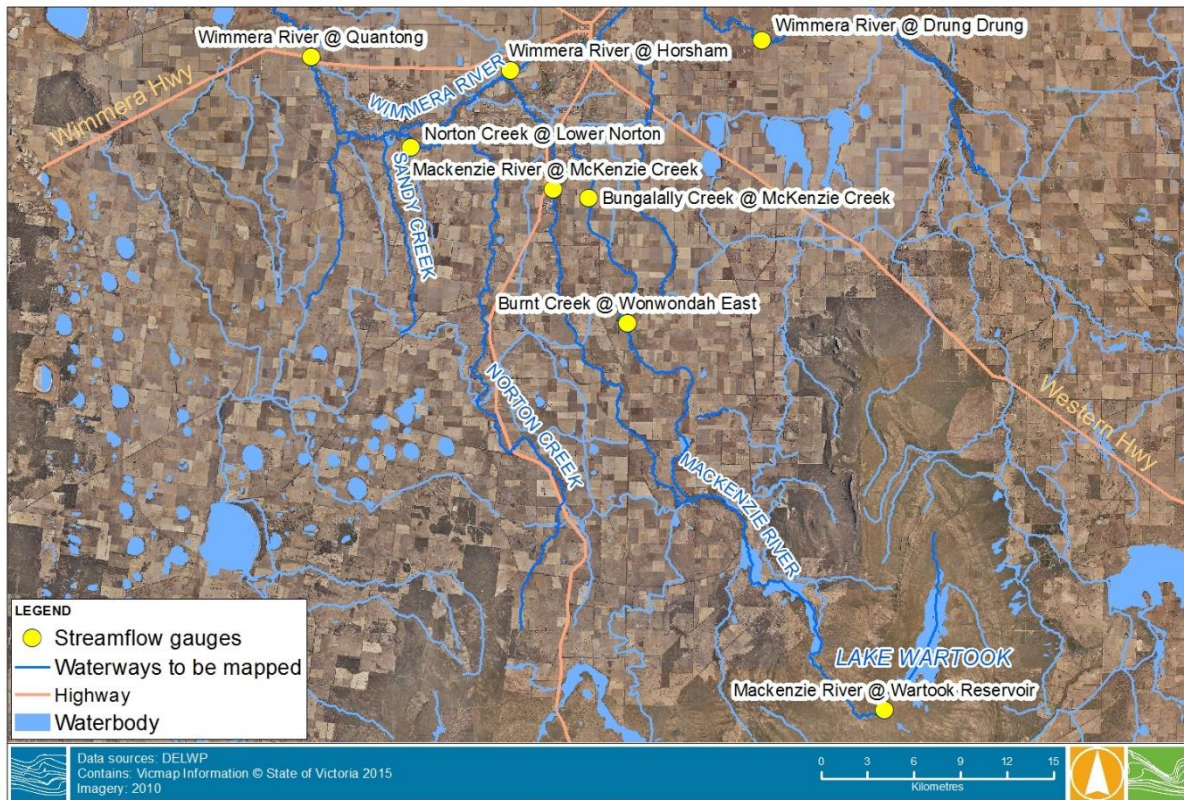 Wimmera River @ Quantong
Wimmera River @ Drung Drung
Wimmera River @ Horsham
Wimmera Hwy
WIMMERA RIVER
Norton Creek @ Lower Norton
Mackenzie River @ McKenzie Creek
SANDY CREEK
Bungalally Creek @ McKenzie Creek
Burnt Creek @ Wonwondah East
NORTON CREEK
Western Hwy
MACKENZIE RIVER
LAKE WARTOOK
Mackenzie River @ Wartook Reservoir
LEGEND
Streamflow gauges
Waterways to be mapped
Highway
Waterbody
Data sources: DELWP
Contains: Vicmap Information © State of Victoria 2015
Imagery: 2010
0 3 6 9 12 15
Kilometres